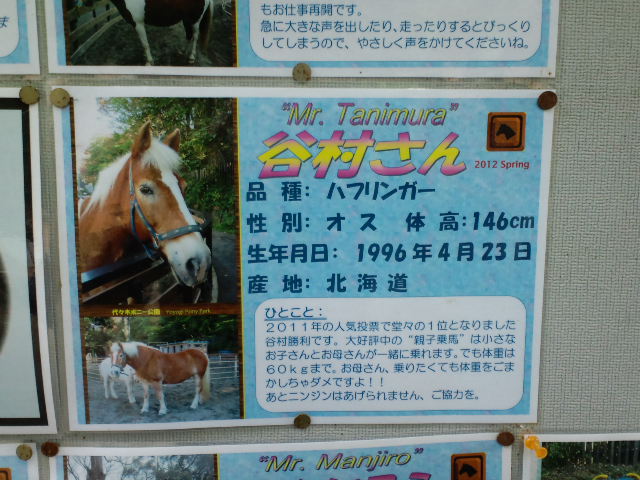 もお仕事再開です。
急に大きな声を出したり、走ったりするとびっくり
してしまうので、やさしく声をかけてくださいね。
"Mr. Tanimura"
谷村さん
2012 Spring
品種：ハフリンガー
性別：オス 体高：146cm
生年月日： 1996年4月23日
産地：北海道
代々木ポニー公園 Yoyogi Pony Park
ひとこと：
２０１１年の人気投票で堂々の１位となりました
谷村勝利です。大好評中の"親子乗馬"は小さな
お子さんとお母さんが一緒に乗れます。でも体重は
６０ｋｇまで。お母さん、乗りたくても体重をごま
かしちゃダメですよ！！
あとニンジンはあげられません、ご協力を。
"Mr. Manjiro"